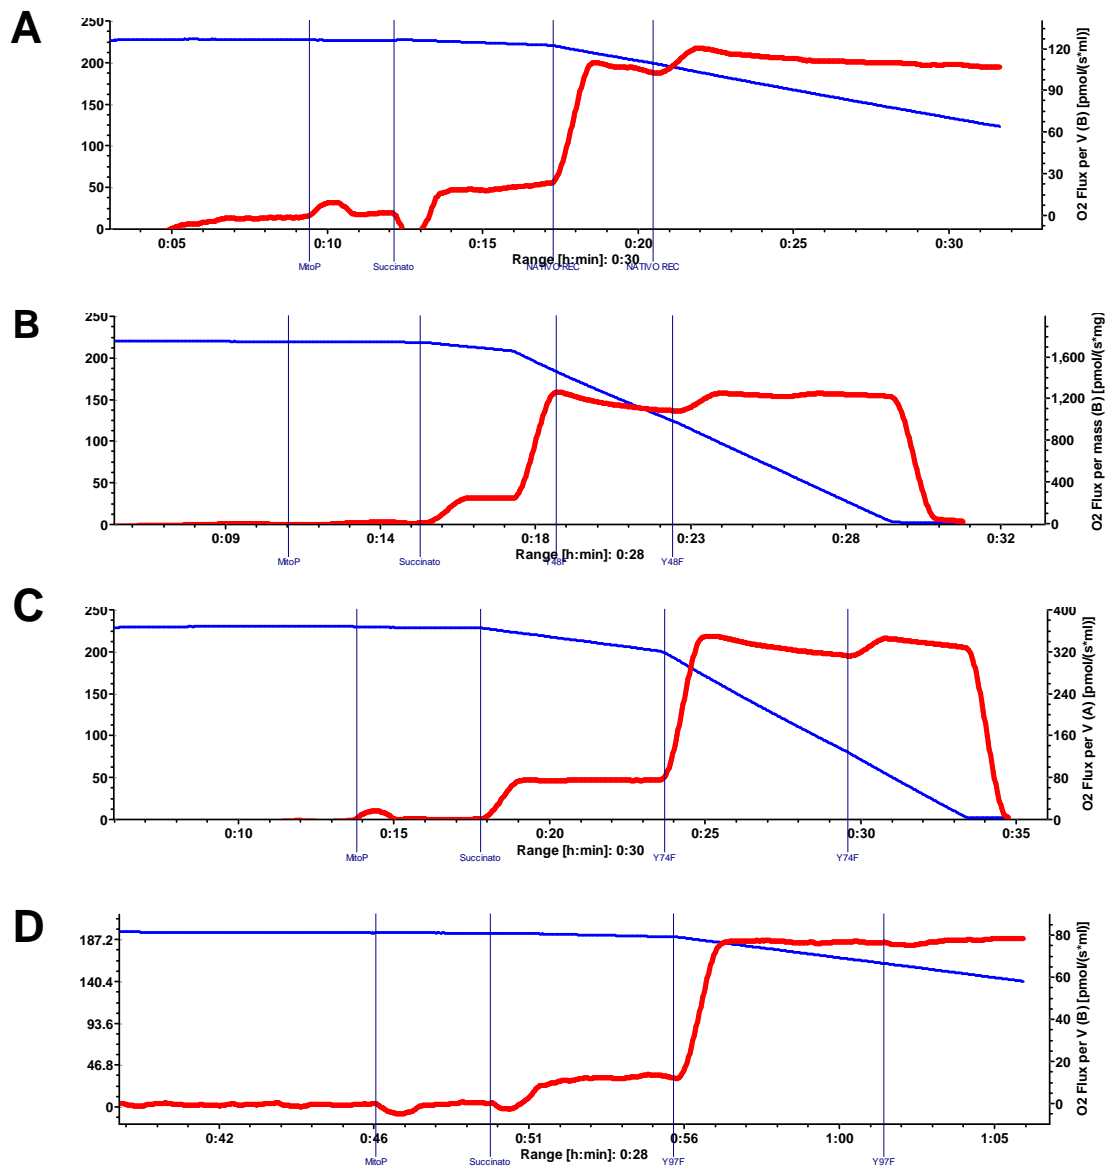 A
250
200
150
100
50
0
120
90
60
30
0
O2 Flux per V (B) [pmol/(s*ml)]
0:05 0:10 0:15 0:20 0:25 0:30
Range [h:min]: 0:30
MitoP Succinato NATIVO REC NATIVO REC
B
250
200
150
100
50
0
1,600
1,200
800
400
0
O2 Flux per mass (B) [pmol/(s*mg)]
0:09 0:14 0:18 0:23 0:28 0:32
Range [h:min]: 0:28
MitoP Succinato Y48F Y48F
C
250
200
150
100
50
0
400
320
240
160
80
0
O2 Flux per V (A) [pmol/(s*ml)]
0:10 0:15 0:20 0:25 0:30 0:35
Range [h:min]: 0:30
MitoP Succinato Y74F Y74F
D
187.2
140.4
93.6
46.8
0
80
60
40
20
0
O2 Flux per V (B) [pmol/(s*ml)]
0:42 0:46 0:51 0:56 1:00 1:05
Range [h:min]: 0:28
MitoP Succinato Y97F Y97F